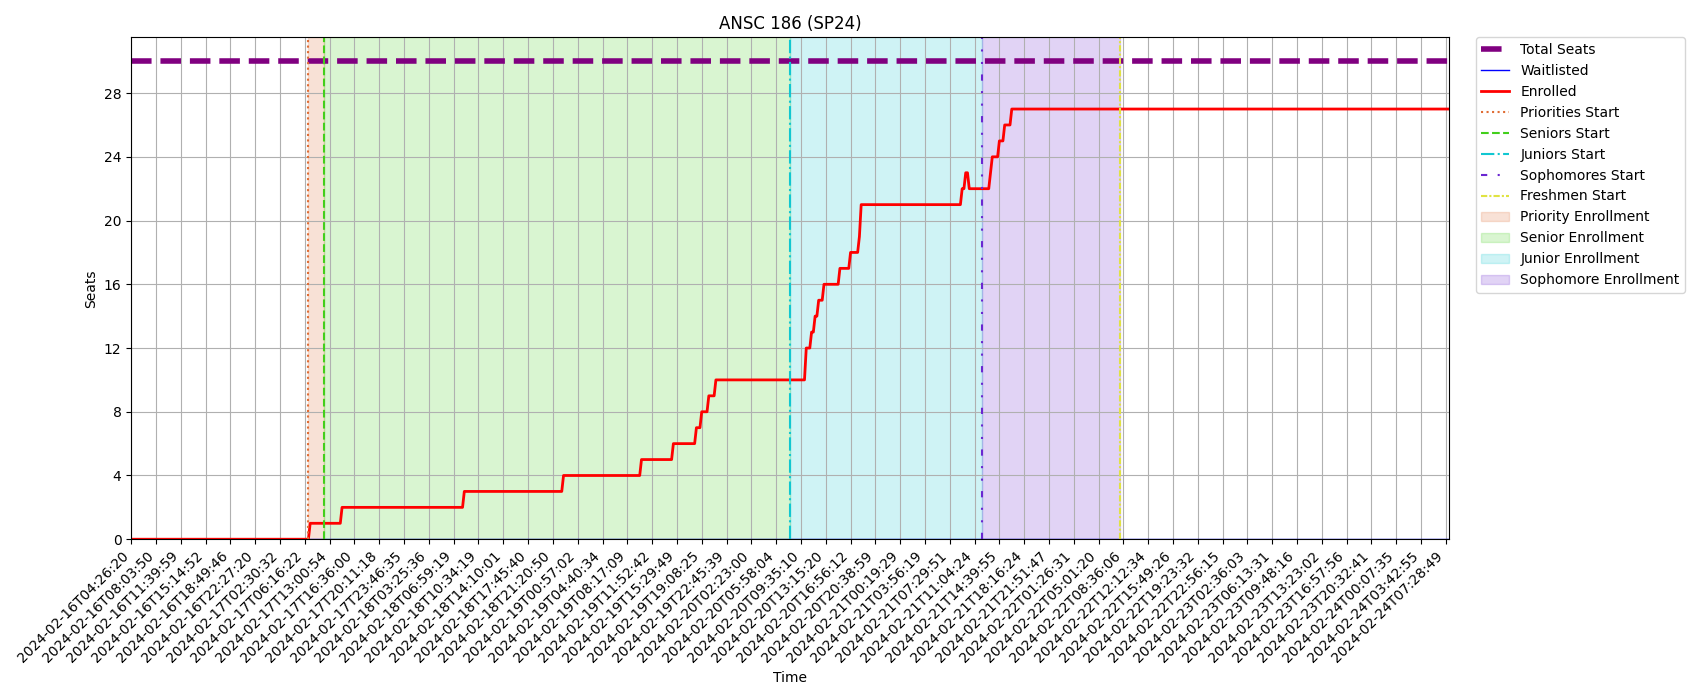 ANSC 186 (SP24)
Total Seats
Waitlisted
Enrolled
Priorities Start
Seniors Start
Juniors Start
Sophomores Start
Freshmen Start
Priority Enrollment
Senior Enrollment
Junior Enrollment
Sophomore Enrollment
Seats
28
24
20
16
12
8
4
0
2024-02-16T04:26:20
2024-02-16T08:03:50
2024-02-16T11:39:59
2024-02-16T15:14:52
2024-02-16T18:49:46
2024-02-16T22:27:20
2024-02-17T02:30:32
2024-02-17T06:16:22
2024-02-17T13:00:54
2024-02-17T16:36:00
2024-02-17T20:11:18
2024-02-17T23:46:35
2024-02-18T03:25:36
2024-02-18T06:59:19
2024-02-18T10:34:19
2024-02-18T14:10:01
2024-02-18T17:45:40
2024-02-18T21:20:50
2024-02-19T00:57:02
2024-02-19T04:40:34
2024-02-19T08:17:09
2024-02-19T11:52:42
2024-02-19T15:29:49
2024-02-19T19:08:25
2024-02-19T22:45:39
2024-02-20T02:23:00
2024-02-20T05:58:04
2024-02-20T09:35:10
2024-02-20T13:15:20
2024-02-20T16:56:12
2024-02-20T20:38:59
2024-02-21T00:19:29
2024-02-21T03:56:19
2024-02-21T07:29:51
2024-02-21T11:04:24
2024-02-21T14:39:55
2024-02-21T18:16:24
2024-02-21T21:51:47
2024-02-22T01:26:31
2024-02-22T05:01:20
2024-02-22T08:36:06
2024-02-22T12:12:34
2024-02-22T15:49:26
2024-02-22T19:23:32
2024-02-22T22:56:15
2024-02-23T02:36:03
2024-02-23T06:13:31
2024-02-23T09:48:16
2024-02-23T13:23:02
2024-02-23T16:57:56
2024-02-23T20:32:41
2024-02-24T00:07:35
2024-02-24T03:42:55
2024-02-24T07:28:49
Time